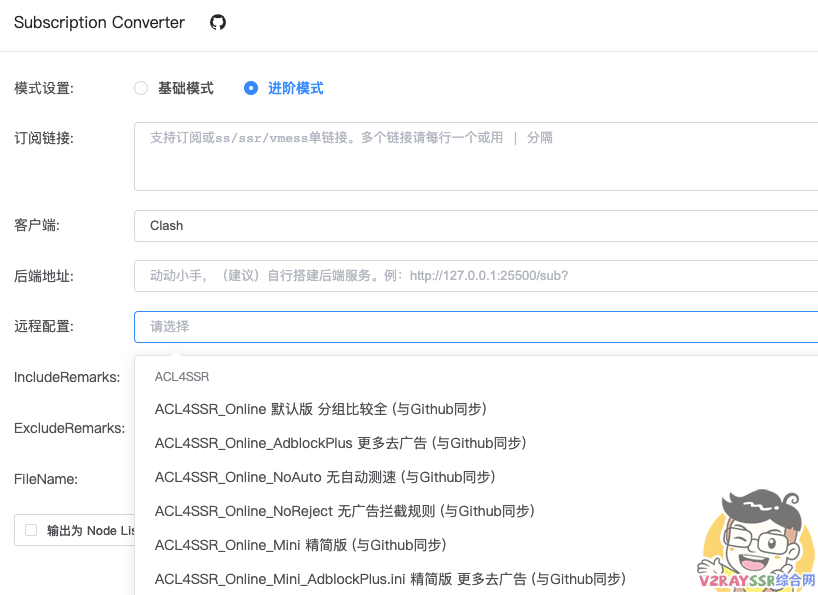 Subscription Converter
模式设置: 基础模式 进阶模式
订阅链接: 支持订阅或ss/ssr/vmess单链接。多个链接请每行一个或用 | 分隔
客户端: Clash
后端地址: 动动小手，（建议）自行搭建后端服务。例：http://127.0.0.1:25500/sub?
远程配置: 请选择
IncludeRemarks:
ACL4SSR
ACL4SSR_Online 默认版 分组比较全 (与Github同步)
ExcludeRemarks:
ACL4SSR_Online_AdblockPlus 更多去广告 (与Github同步)
FileName:
ACL4SSR_Online_NoAuto 无自动测速 (与Github同步)
ACL4SSR_Online_NoReject 无广告拦截规则 (与Github同步)
输出为 Node Lis
ACL4SSR_Online_Mini 精简版 (与Github同步)
ACL4SSR_Online_Mini_AdblockPlus.ini 精简版 更多去广告 (与Github同步)
V2RAYSSR综合网